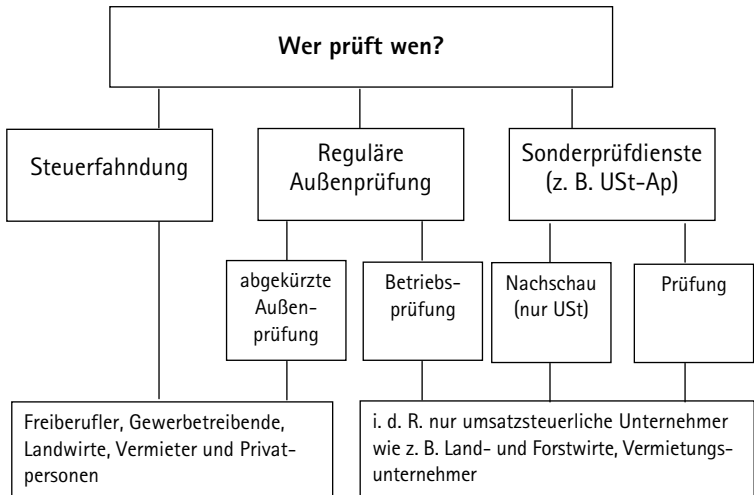 Wer prüft wen?
Steuerfahndung
Reguläre
Außenprüfung
Sonderprüfdienste
(z. B. USt-Ap)
abgekürzte
Außen-
prüfung
Betriebs-
prüfung
Nachschau
(nur USt)
Prüfung
Freiberufler, Gewerbetreibende,
Landwirte, Vermieter und Privat-
personen
i. d. R. nur umsatzsteuerliche Unternehmer
wie z. B. Land- und Forstwirte, Vermietungs-
unternehmer